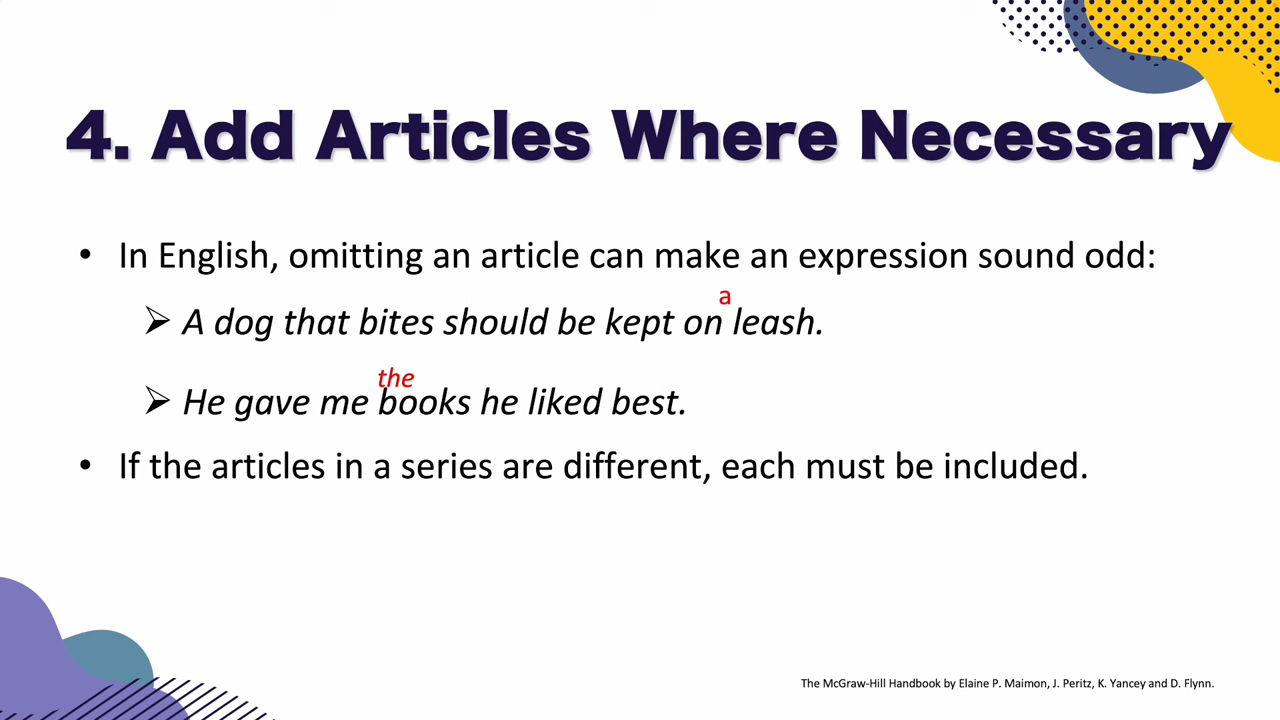 4. Add Articles Where Necessary
• In English, omitting an article can make an expression sound odd:
a
➢ A dog that bites should be kept on leash.
the
➢ He gave me books he liked best.
• If the articles in a series are different, each must be included.
The McGraw-Hill Handbook by Elaine P. Maimon, J. Peritz, K. Yancey and D. Flynn.